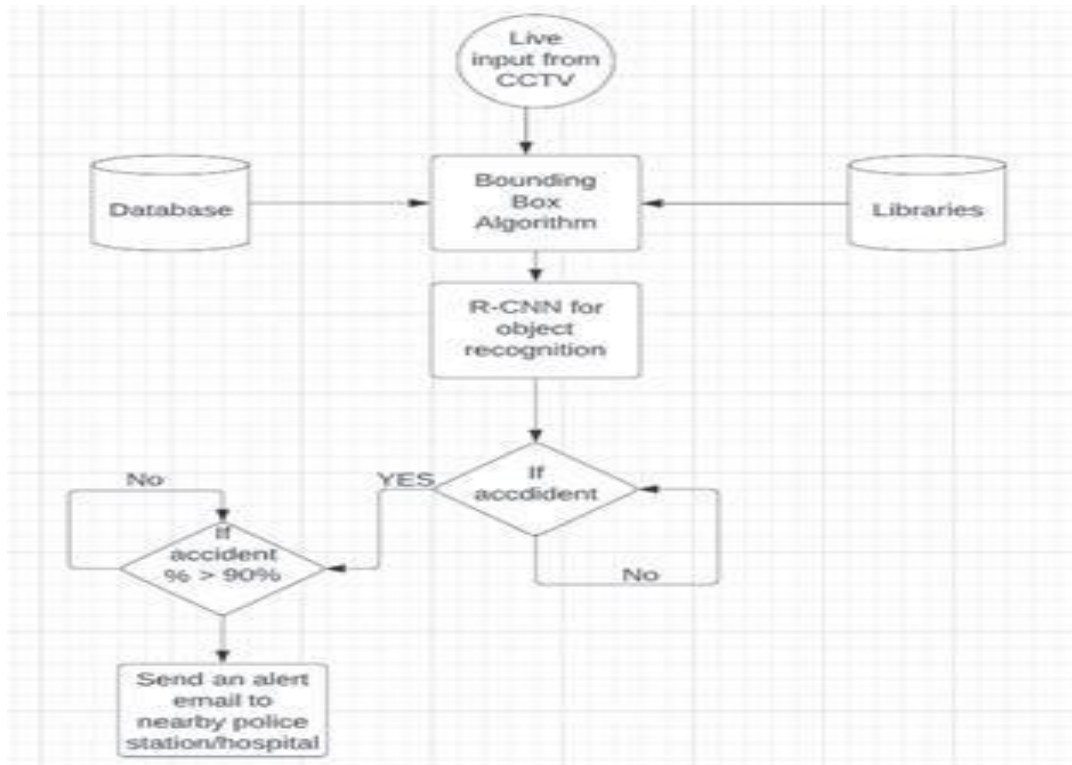 Live
input from
CCTV
Database
Bounding
Box
Algorithm
Libraries
R-CNN for
object
recognition
No
YES
If
accdident
If
accident
% > 90%
No
Send an alert
email to
nearby police
station/hospital